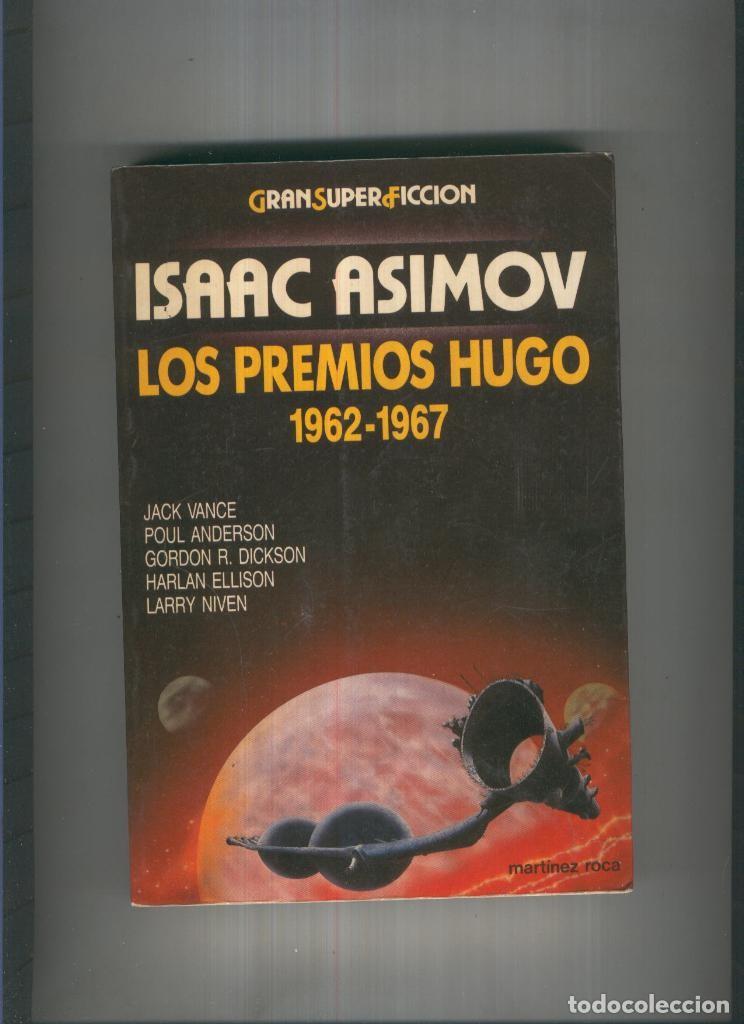 GRANSUPERFICCION
ISAAC ASIMOV
LOS PREMIOS HUGO
1962-1967
JACK VANCE
POUL ANDERSON
GORDON R. DICKSON
HARLAN ELLISON
LARRY NIVEN
martínez roca
todocoleccion